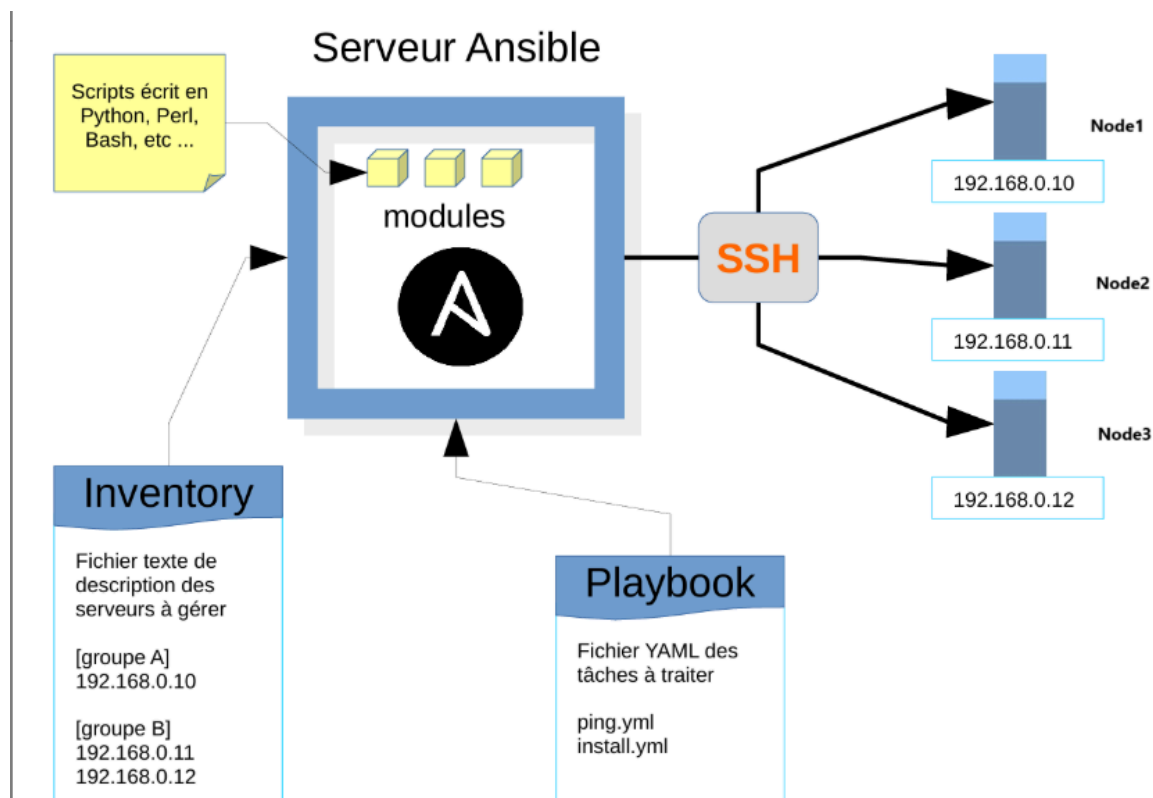 Serveur Ansible
Scripts écrit en
Python, Perl,
Bash, etc ...
modules
SSH
Node1
192.168.0.10
Node2
192.168.0.11
Node3
192.168.0.12
Inventory
Fichier texte de
description des
serveurs à gérer
[groupe A]
192.168.0.10
[groupe B]
192.168.0.11
192.168.0.12
Playbook
Fichier YAML des
tâches à traiter
ping.yml
install.yml